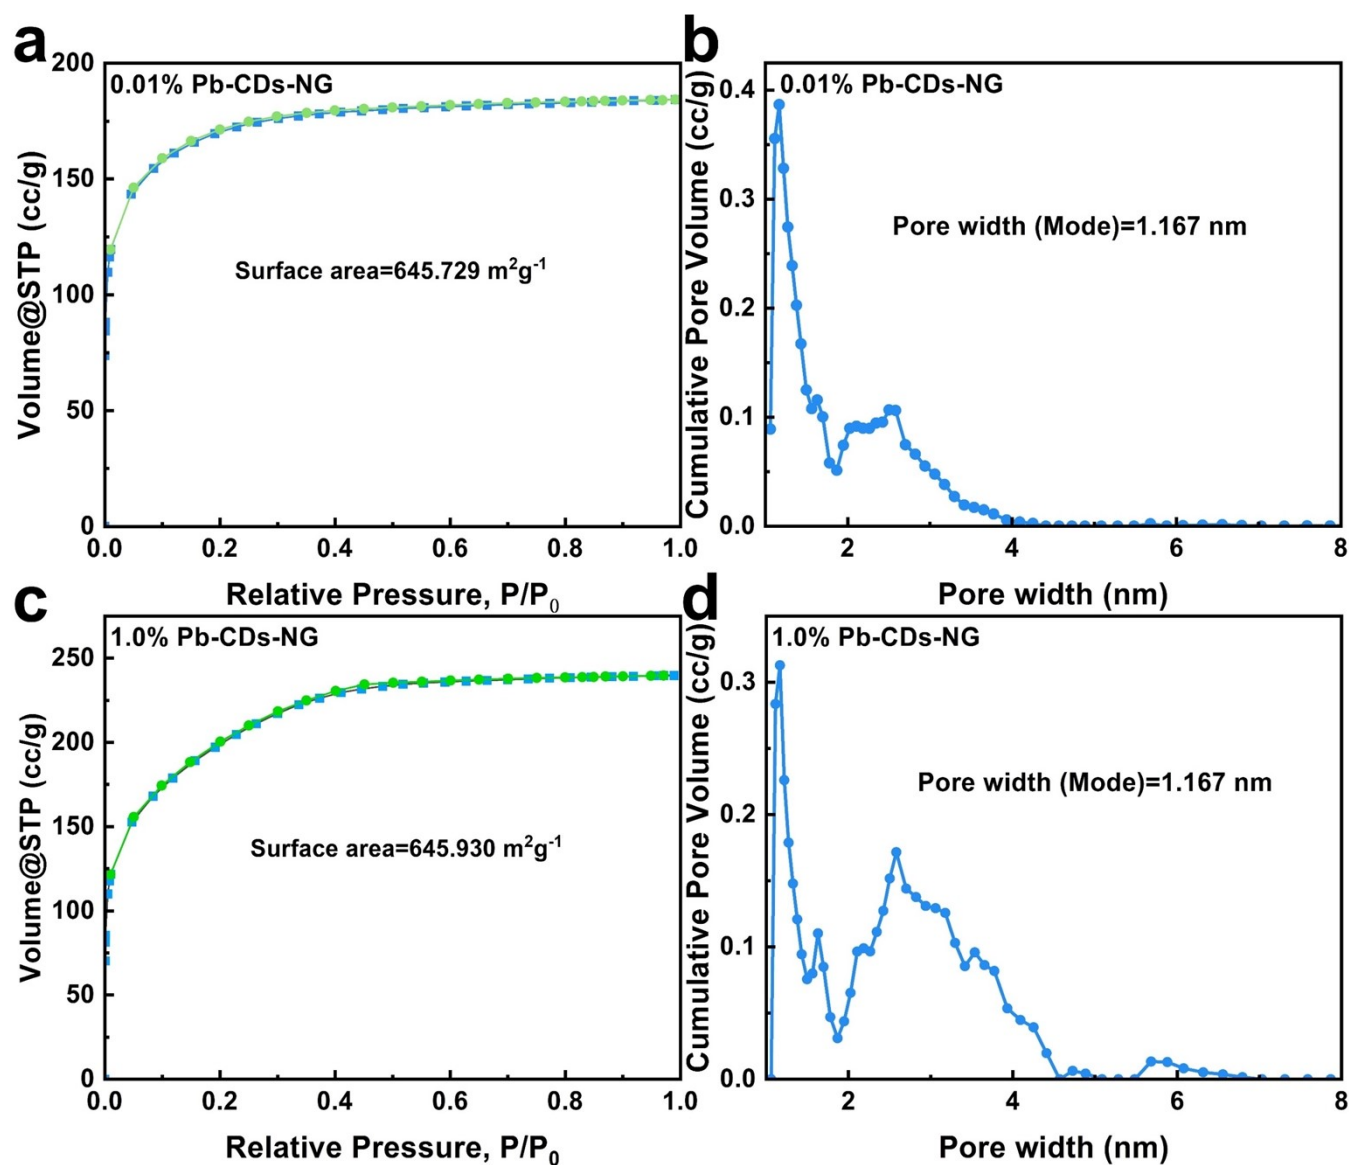 a
0.01% Pb-CDs-NG
Volume@STP (cc/g)
200
150
100
50
0
Surface area=645.729 m²g⁻¹
0.0 0.2 0.4 0.6 0.8 1.0
Relative Pressure, P/P₀
b
0.01% Pb-CDs-NG
Cumulative Pore Volume (cc/g)
0.4
0.3
0.2
0.1
0.0
Pore width (Mode)=1.167 nm
2 4 6 8
Pore width (nm)
c
1.0% Pb-CDs-NG
Volume@STP (cc/g)
250
200
150
100
50
0
Surface area=645.930 m²g⁻¹
0.0 0.2 0.4 0.6 0.8 1.0
Relative Pressure, P/P₀
d
1.0% Pb-CDs-NG
Cumulative Pore Volume (cc/g)
0.3
0.2
0.1
0.0
Pore width (Mode)=1.167 nm
2 4 6 8
Pore width (nm)